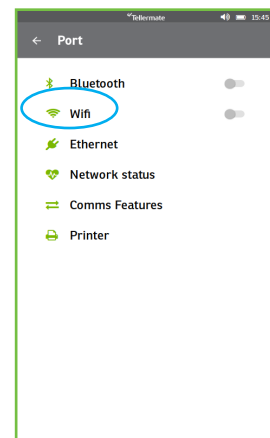 Tellermate 15:45
Port
Bluetooth
Wifi
Ethernet
Network status
Comms Features
Printer